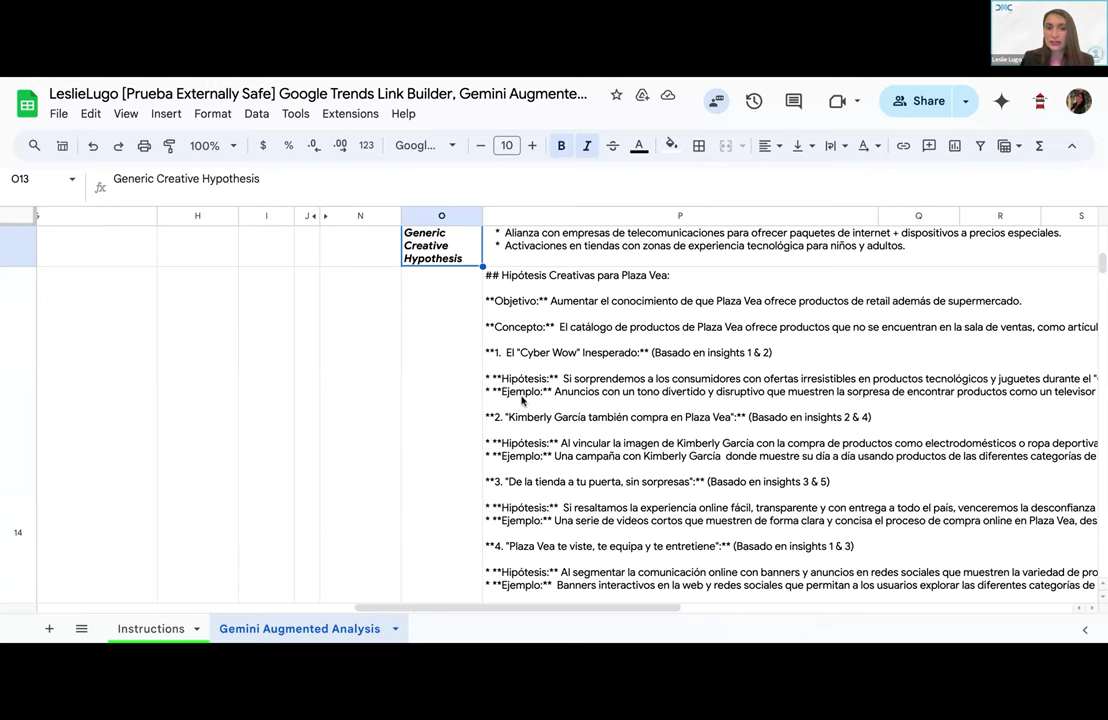 DMC
Leslie Lugo
LeslieLugo [Prueba Externally Safe] Google Trends Link Builder, Gemini Augmente...
Share
File Edit View Insert Format Data Tools Extensions Help
100% $ % .0 .00 123 Googl... 10 B I A
O13 Generic Creative Hypothesis
H I J N O P Q R S
Generic
Creative
Hypothesis
* Alianza con empresas de telecomunicaciones para ofrecer paquetes de internet + dispositivos a precios especiales.
* Activaciones en tiendas con zonas de experiencia tecnológica para niños y adultos.
## Hipótesis Creativas para Plaza Vea:
**Objetivo:** Aumentar el conocimiento de que Plaza Vea ofrece productos de retail además de supermercado.
**Concepto:** El catálogo de productos de Plaza Vea ofrece productos que no se encuentran en la sala de ventas, como artícul
**1. El "Cyber Wow" Inesperado:** (Basado en insights 1 & 2)
* **Hipótesis:** Si sorprendemos a los consumidores con ofertas irresistibles en productos tecnológicos y juguetes durante el "
* **Ejemplo:** Anuncios con un tono divertido y disruptivo que muestren la sorpresa de encontrar productos como un televisor
**2. "Kimberly García también compra en Plaza Vea":** (Basado en insights 2 & 4)
* **Hipótesis:** Al vincular la imagen de Kimberly García con la compra de productos como electrodomésticos o ropa deportiva
* **Ejemplo:** Una campaña con Kimberly García donde muestre su día a día usando productos de las diferentes categorías de
**3. "De la tienda a tu puerta, sin sorpresas":** (Basado en insights 3 & 5)
* **Hipótesis:** Si resaltamos la experiencia online fácil, transparente y con entrega a todo el país, venceremos la desconfianza
* **Ejemplo:** Una serie de videos cortos que muestren de forma clara y concisa el proceso de compra online en Plaza Vea, des
14
**4. "Plaza Vea te viste, te equipa y te entretiene":** (Basado en insights 1 & 3)
* **Hipótesis:** Al segmentar la comunicación online con banners y anuncios en redes sociales que muestren la variedad de pro
* **Ejemplo:** Banners interactivos en la web y redes sociales que permitan a los usuarios explorar las diferentes categorías de
Instructions Gemini Augmented Analysis